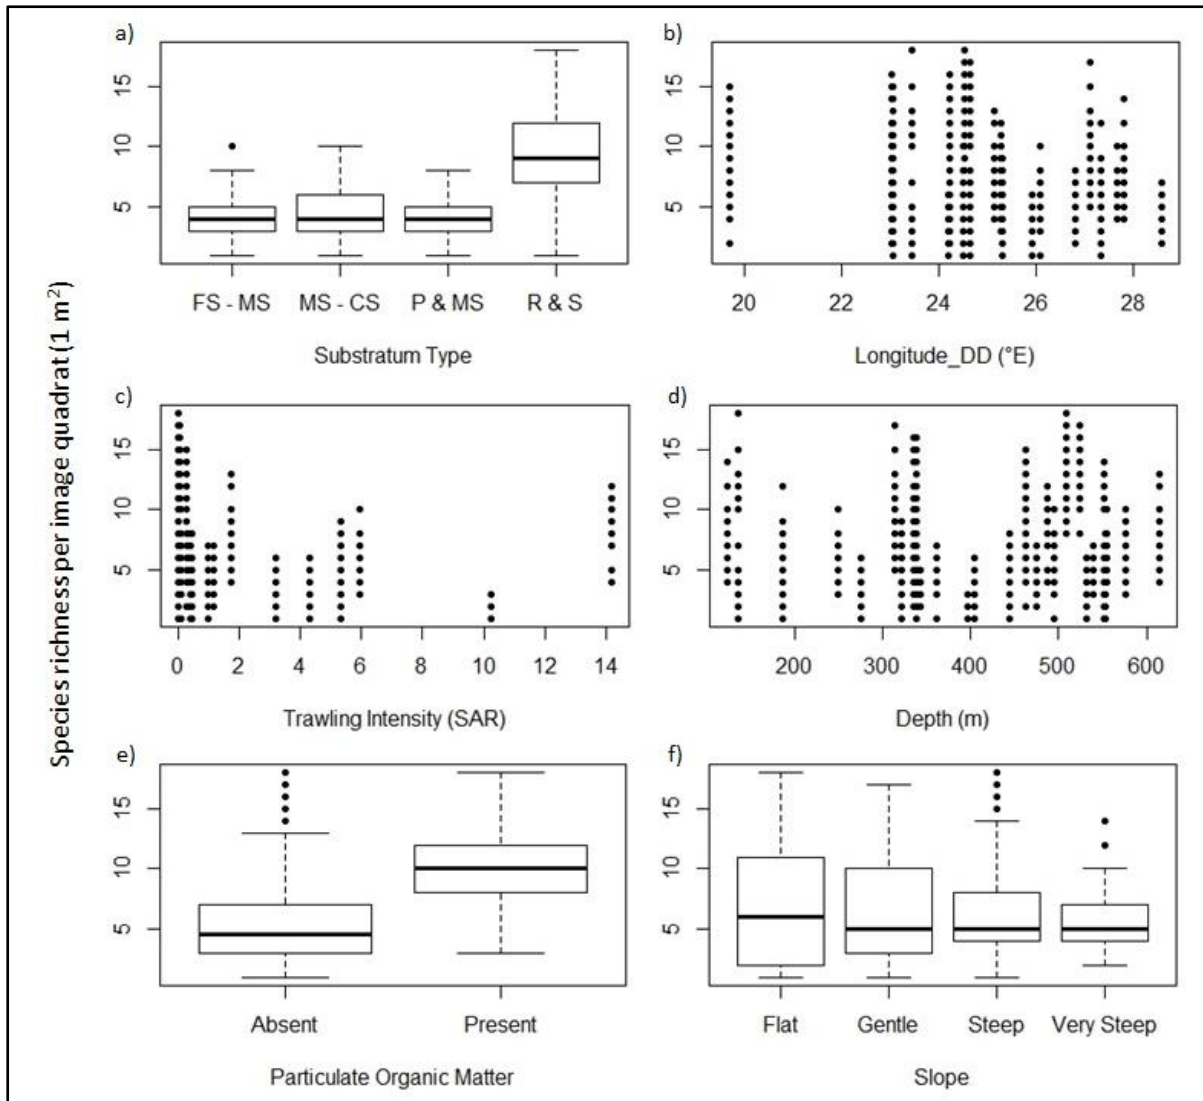 Species richnessper image quadrat (1 m²)
a)
15
10
5
FS - MS MS - CS P & MS R & S
Substratum Type
b)
15
10
5
20 22 24 26 28
Longitude_DD (°E)
c)
15
10
5
0 2 4 6 8 10 12 14
Trawling Intensity (SAR)
d)
15
10
5
200 300 400 500 600
Depth (m)
e)
15
10
5
Absent Present
Particulate Organic Matter
f)
15
10
5
Flat Gentle Steep Very Steep
Slope